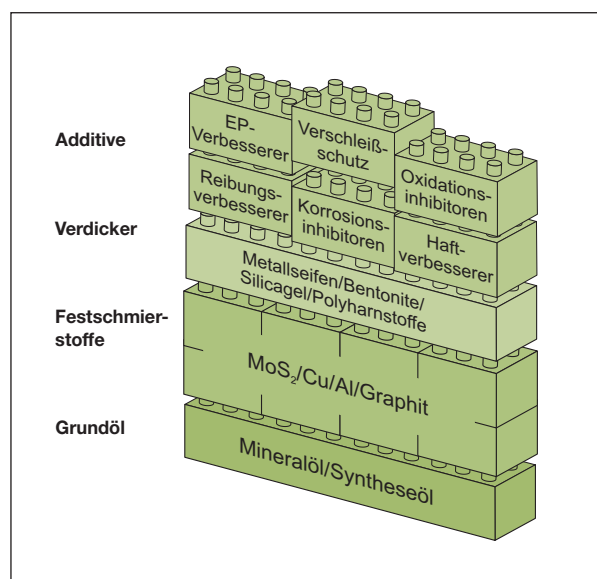 Additive
EP-
Verbesserer
Verschleiß-
schutz
Oxidations-
inhibitoren
Reibungs-
verbesserer
Korrosions-
inhibitoren
Haft-
verbesserer
Verdicker
Metallseifen/Bentonite/
Silicagel/Polyharnstoffe
Festschmier-
stoffe
MoS₂/Cu/Al/Graphit
Grundöl
Mineralöl/Syntheseöl